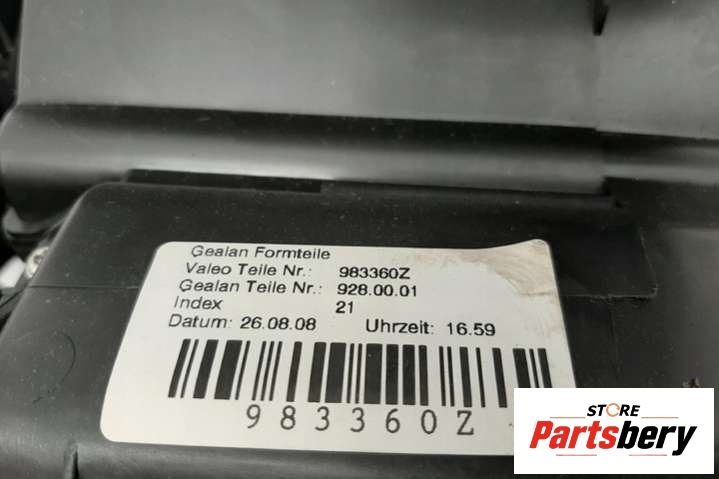 Gealan Formteile
Valeo Teile Nr.: 983360Z
Gealan Teile Nr.: 928.00.01
Index 21
Datum: 26.08.08 Uhrzeit: 16.59
983360Z
STORE
Partsbery